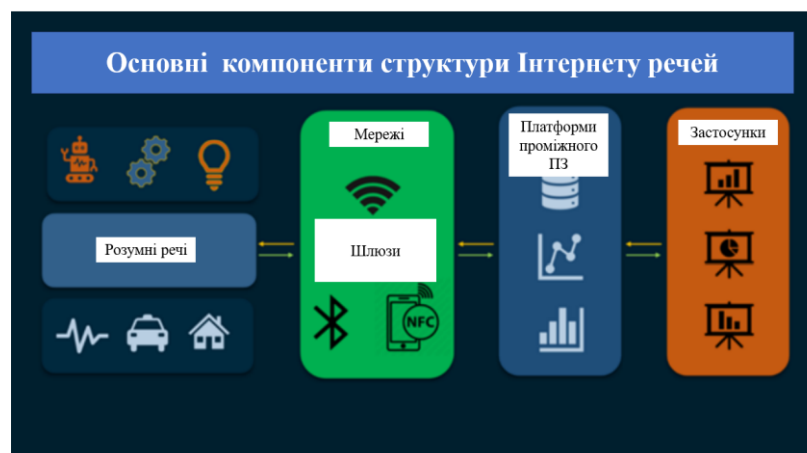 Основні компоненти структури Інтернету речей
Розумні речі
Мережі
Шлюзи
NFC
Платформи
проміжного
ПЗ
Застосунки